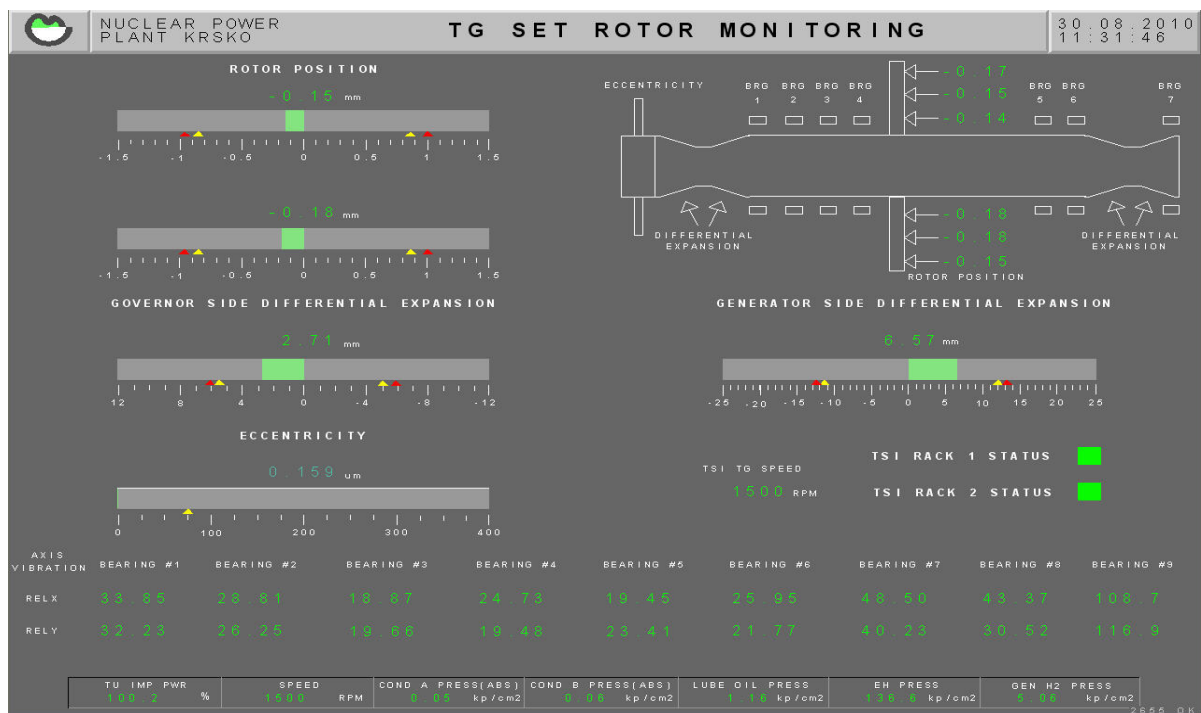 NUCLEAR POWER
PLANT KRSKO
TG SET ROTOR MONITORING
30.08.2010
11:31:46
ROTOR POSITION
-0.15 mm
-1.5 -1 -0.5 0 0.5 1 1.5
-0.18 mm
-1.5 -1 -0.5 0 0.5 1 1.5
ECCENTRICITY
BRG 1 BRG 2 BRG 3 BRG 4
-0.17
-0.15
-0.14
BRG 5 BRG 6 BRG 7
DIFFERENTIAL
EXPANSION
-0.18
-0.18
-0.15
ROTOR POSITION
DIFFERENTIAL
EXPANSION
GOVERNOR SIDE DIFFERENTIAL EXPANSION
2.71 mm
12 8 4 0 -4 -8 -12
GENERATOR SIDE DIFFERENTIAL EXPANSION
6.57 mm
-25 -20 -15 -10 -5 0 5 10 15 20 25
ECCENTRICITY
0.159 um
0 100 200 300 400
TSI TG SPEED
1500 RPM
TSI RACK 1 STATUS
TSI RACK 2 STATUS
AXIS
VIBRATION BEARING #1 BEARING #2 BEARING #3 BEARING #4 BEARING #5 BEARING #6 BEARING #7 BEARING #8 BEARING #9
RELX 33.85 28.81 18.87 24.73 19.45 25.95 48.50 43.37 108.7
RELY 32.23 26.25 19.66 19.48 23.41 21.77 40.23 30.52 116.9
TU IMP PWR SPEED COND A PRESS(ABS) COND B PRESS(ABS) LUBE OIL PRESS EH PRESS GEN H2 PRESS
100.2 % 1500 RPM 0.05 kp/cm2 0.06 kp/cm2 1.16 kp/cm2 136.6 kp/cm2 5.06 kp/cm2
2655 OK